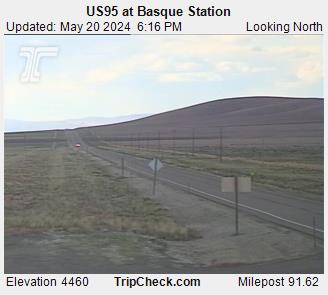 US95 at Basque Station
Updated: May 20 2024 6:16 PM Looking North
Elevation 4460 TripCheck.com Milepost 91.62